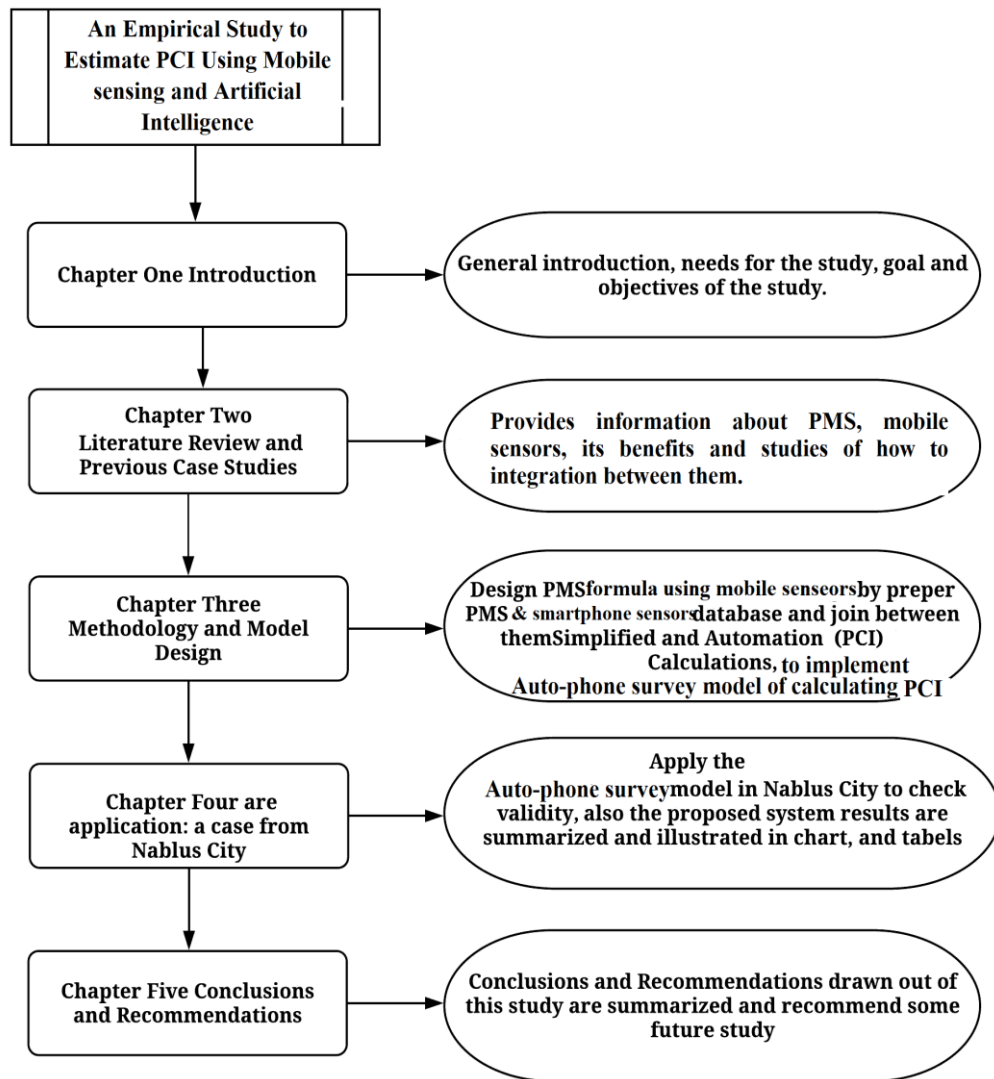 An Empirical Study to
Estimate PCI Using Mobile
sensing and Artificial
Intelligence
Chapter One Introduction
General introduction, needs for the study, goal and
objectives of the study.
Chapter Two
Literature Review and
Previous Case Studies
Provides information about PMS, mobile
sensors, its benefits and studies of how to
integration between them.
Chapter Three
Methodology and Model
Design
Design PMSformula using mobile senseorsby preper
PMS & smartphone sensorsdatabase and join between
themSimplified and Automation (PCI)
Calculations, to implement
Auto-phone survey model of calculating PCI
Chapter Four are
application: a case from
Nablus City
Apply the
Auto-phone surveymodel in Nablus City to check
validity, also the proposed system results are
summarized and illustrated in chart, and tabels
Chapter Five Conclusions
and Recommendations
Conclusions and Recommendations drawn out of
this study are summarized and recommend some
future study